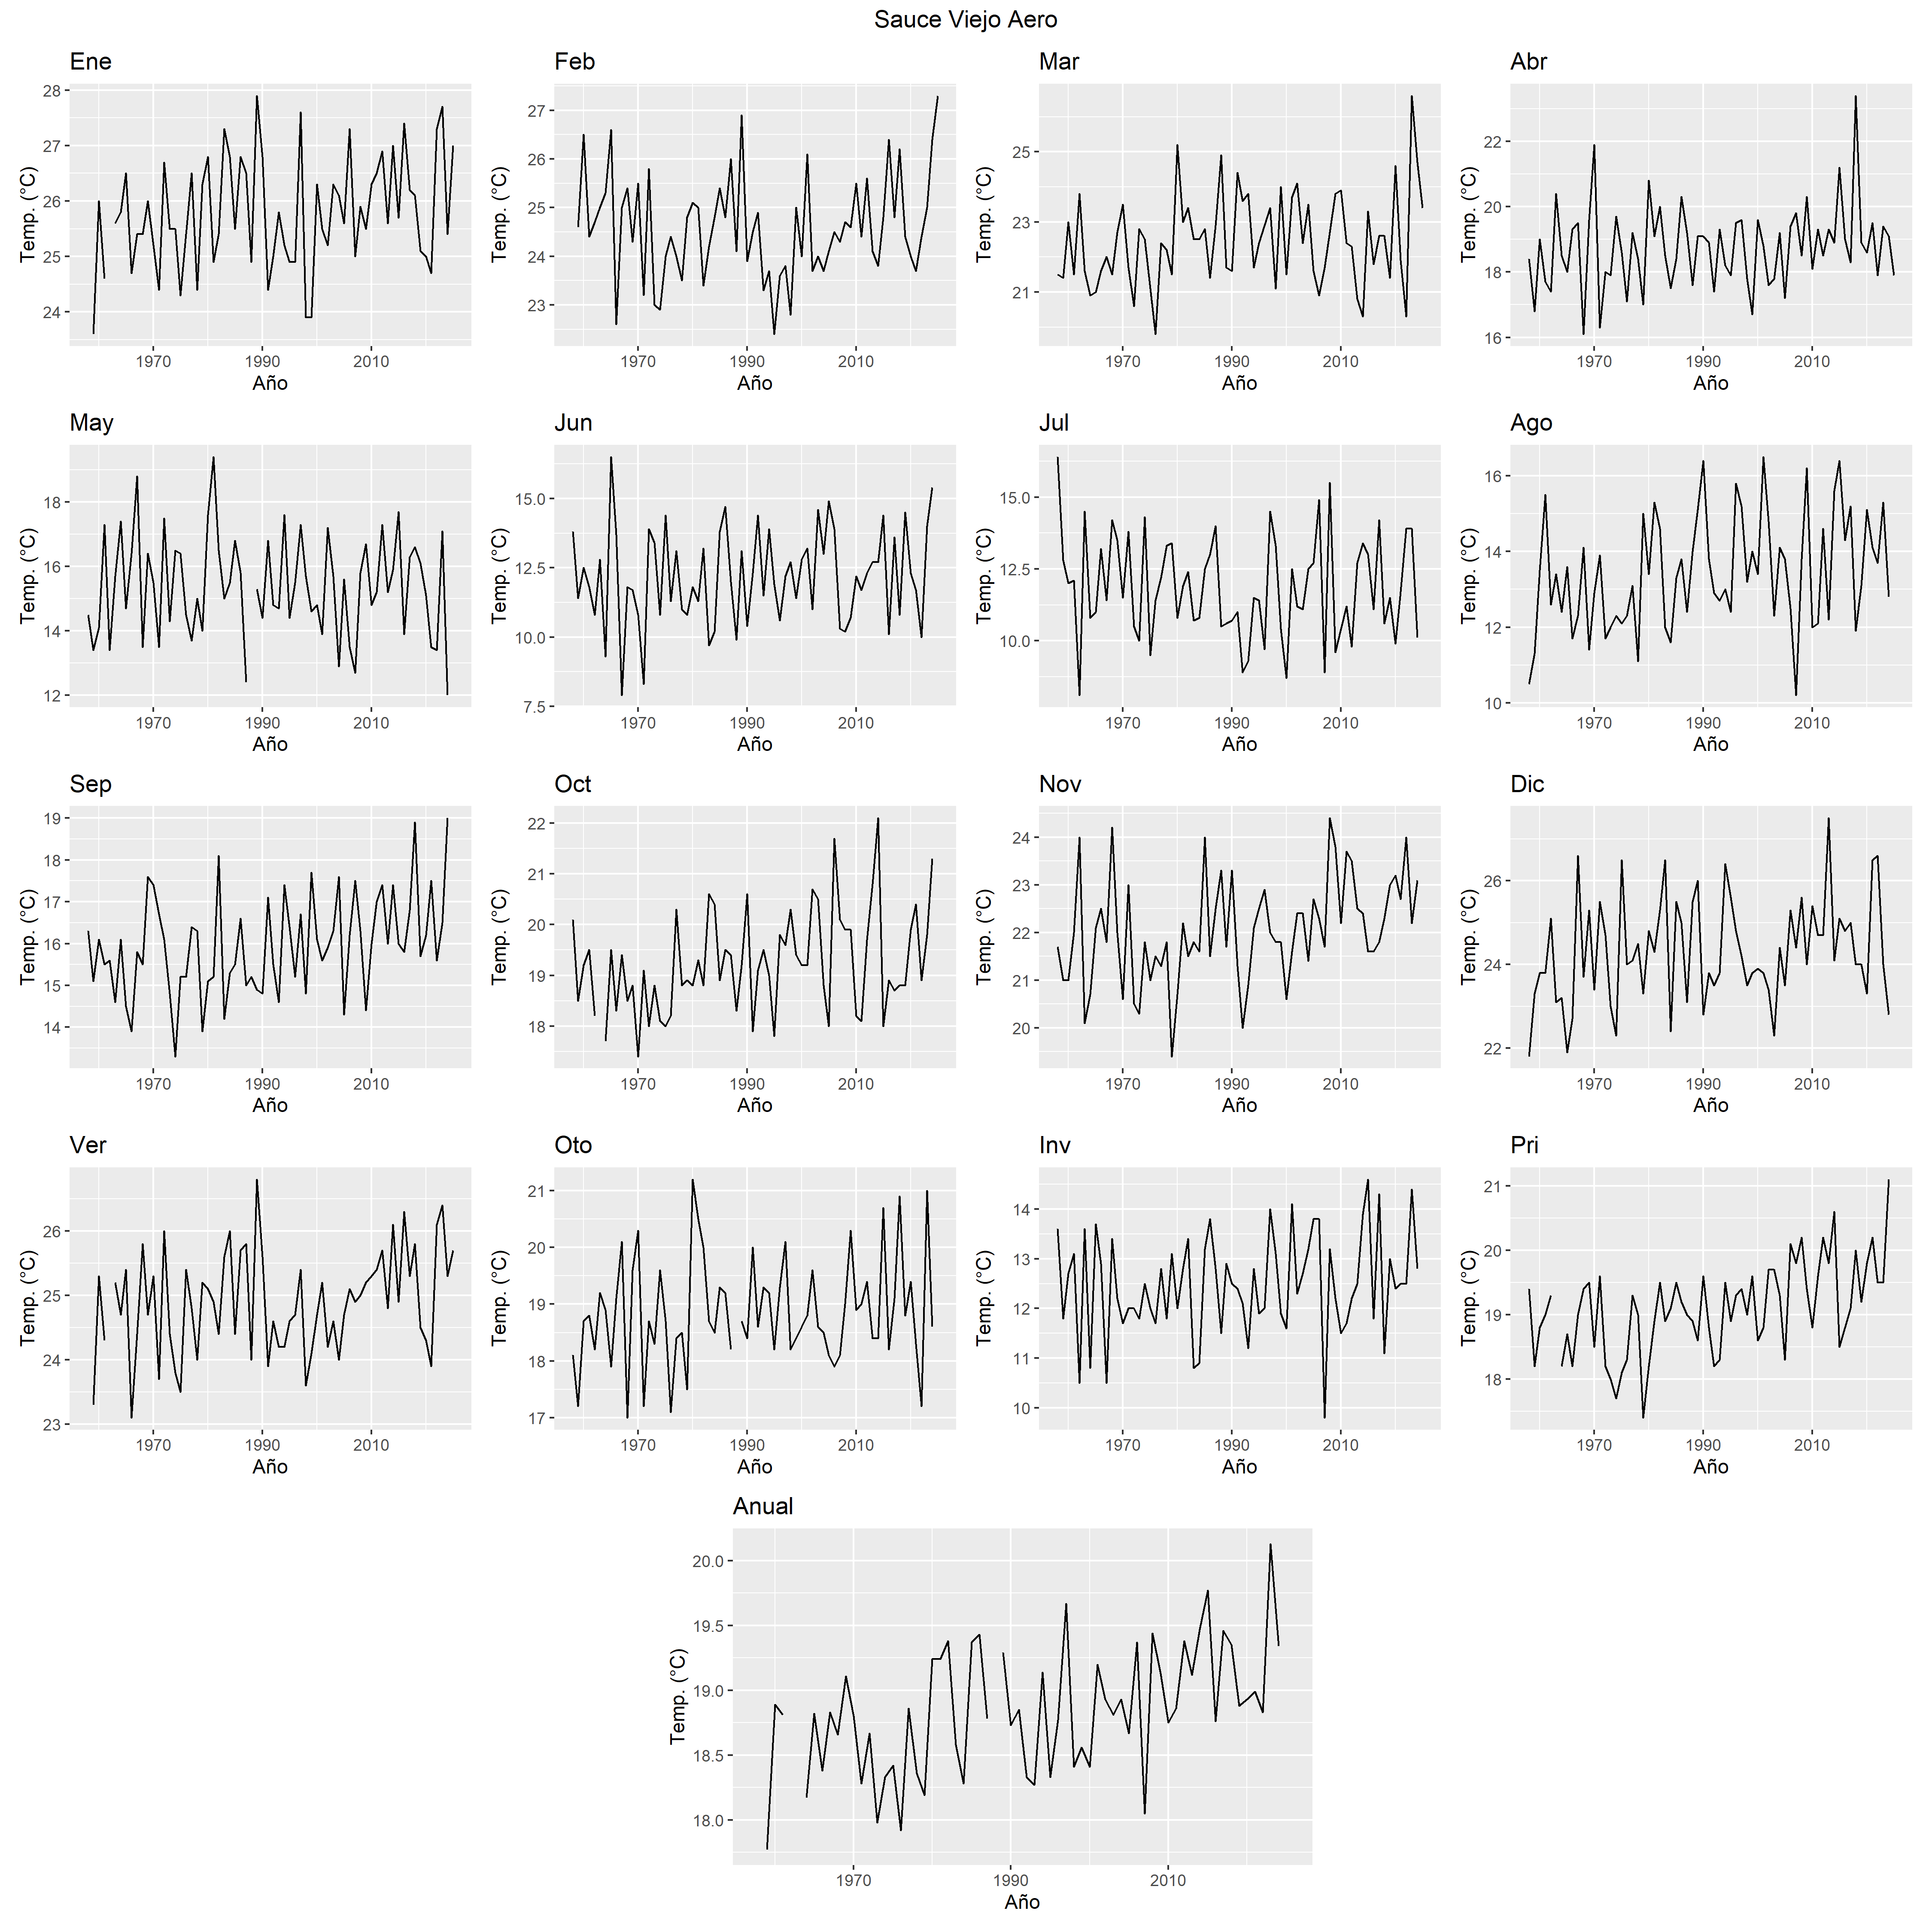 Sauce Viejo Aero
Ene
Feb
Mar
Abr
28
27
26
25
24
Temp. (°C)
1970 1990 2010
Año
27
26
25
24
23
Temp. (°C)
1970 1990 2010
Año
25
23
21
Temp. (°C)
1970 1990 2010
Año
22
20
18
16
Temp. (°C)
1970 1990 2010
Año
May
Jun
Jul
Ago
18
16
14
12
Temp. (°C)
1970 1990 2010
Año
15.0
12.5
10.0
7.5
Temp. (°C)
1970 1990 2010
Año
15.0
12.5
10.0
Temp. (°C)
1970 1990 2010
Año
16
14
12
10
Temp. (°C)
1970 1990 2010
Año
Sep
Oct
Nov
Dic
19
18
17
16
15
14
Temp. (°C)
1970 1990 2010
Año
22
21
20
19
18
Temp. (°C)
1970 1990 2010
Año
24
23
22
21
20
Temp. (°C)
1970 1990 2010
Año
26
24
22
Temp. (°C)
1970 1990 2010
Año
Ver
Oto
Inv
Pri
26
25
24
23
Temp. (°C)
1970 1990 2010
Año
21
20
19
18
17
Temp. (°C)
1970 1990 2010
Año
14
13
12
11
10
Temp. (°C)
1970 1990 2010
Año
21
20
19
18
Temp. (°C)
1970 1990 2010
Año
Anual
20.0
19.5
19.0
18.5
18.0
Temp. (°C)
1970 1990 2010
Año